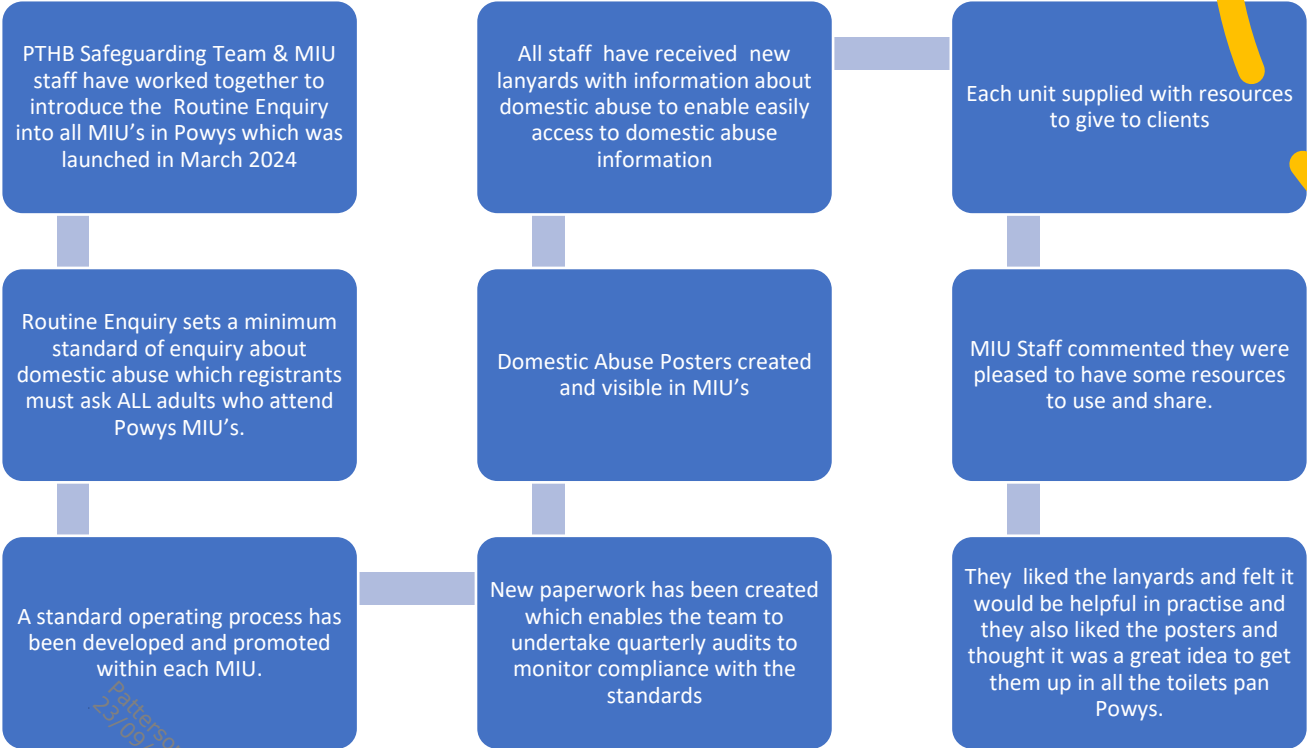 PTHB Safeguarding Team & MIU
staff have worked together to
introduce the  Routine Enquiry
into all MIU's in Powys which was
launched in March 2024
Routine Enquiry sets a minimum
standard of enquiry about
domestic abuse which registrants
must ask ALL adults who attend
Powys MIU's.
A standard operating process has
been developed and promoted
within each MIU.
New paperwork has been created
which enables the team to
undertake quarterly audits to
monitor compliance with the
standards
Domestic Abuse Posters created
and visible in MIU's
All staff  have received  new
lanyards with information about
domestic abuse to enable easily
access to domestic abuse
information
Each unit supplied with resources
to give to clients
MIU Staff commented they were
pleased to have some resources
to use and share.
They  liked the lanyards and felt it
would be helpful in practise and
they also liked the posters and
thought it was a great idea to get
them up in all the toilets pan
Powys.